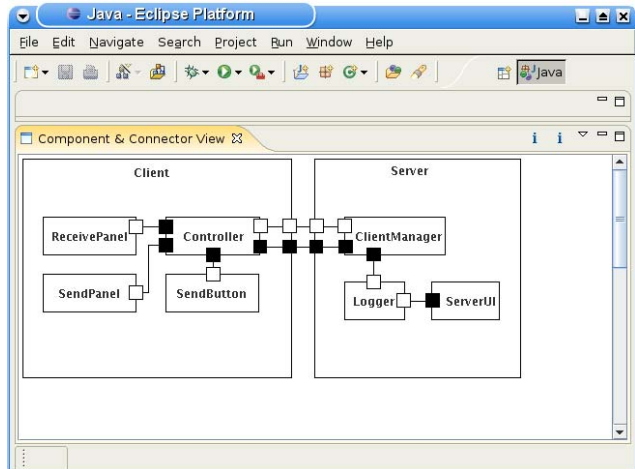 Java - Eclipse Platform
File Edit Navigate Search Project Run Window Help
Java
Component & Connector View
i i
Client
Server
ReceivePanel
Controller
ClientManager
SendPanel
SendButton
Logger
ServerUI